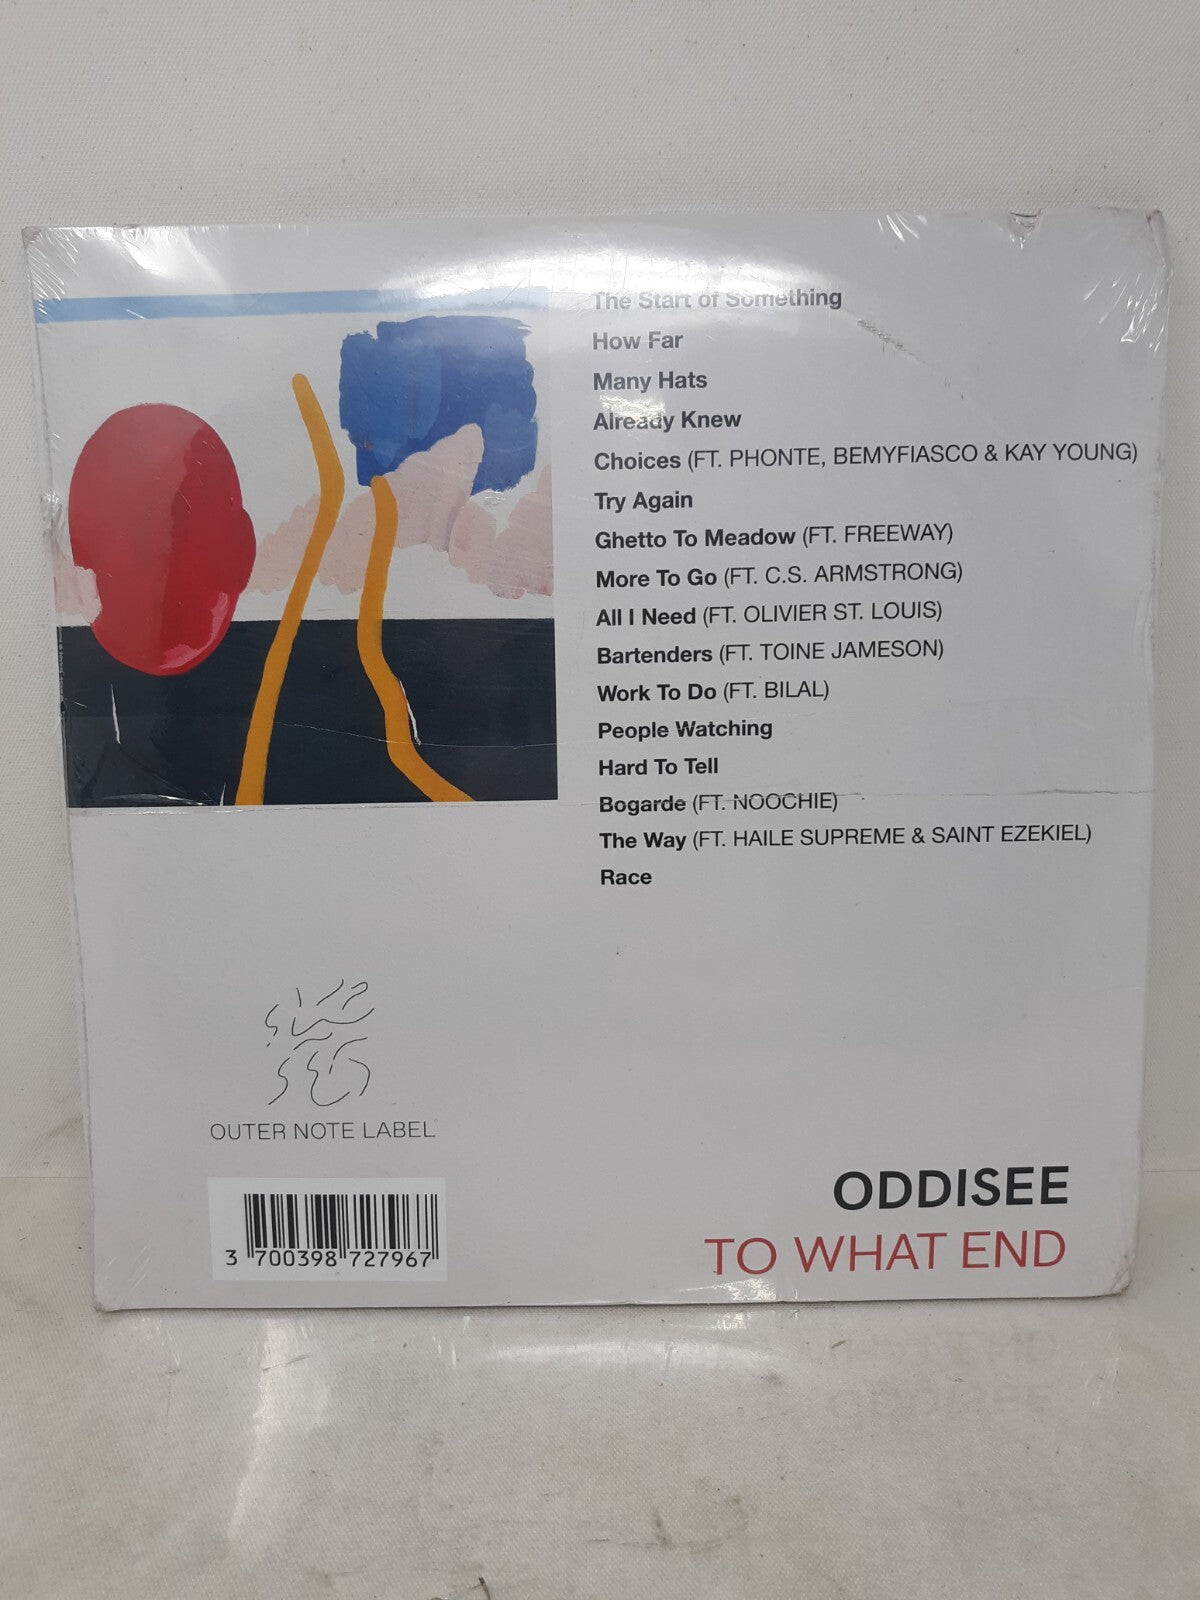 The Start of Something
How Far
Many Hats
Already Knew
Choices (FT. PHONTE, BEMYFIASCO & KAY YOUNG)
Try Again
Ghetto To Meadow (FT. FREEWAY)
More To Go (FT. C.S. ARMSTRONG)
All I Need (FT. OLIVIER ST. LOUIS)
Bartenders (FT. TOINE JAMESON)
Work To Do (FT. BILAL)
People Watching
Hard To Tell
Bogarde (FT. NOOCHIE)
The Way (FT. HAILE SUPREME & SAINT EZEKIEL)
Race
OUTER NOTE LABEL
3 700398 727967
ODDISEE
TO WHAT END